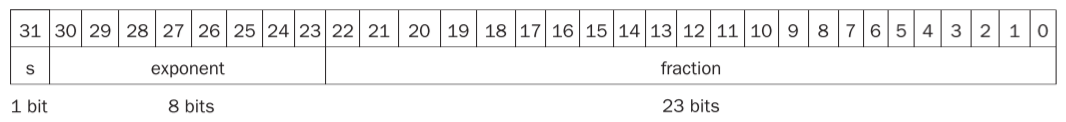 31 30 29 28 27 26 25 24 23 22 21 20 19 18 17 16 15 14 13 12 11 10 9 8 7 6 5 4 3 2 1 0
s exponent fraction
1 bit 8 bits 23 bits